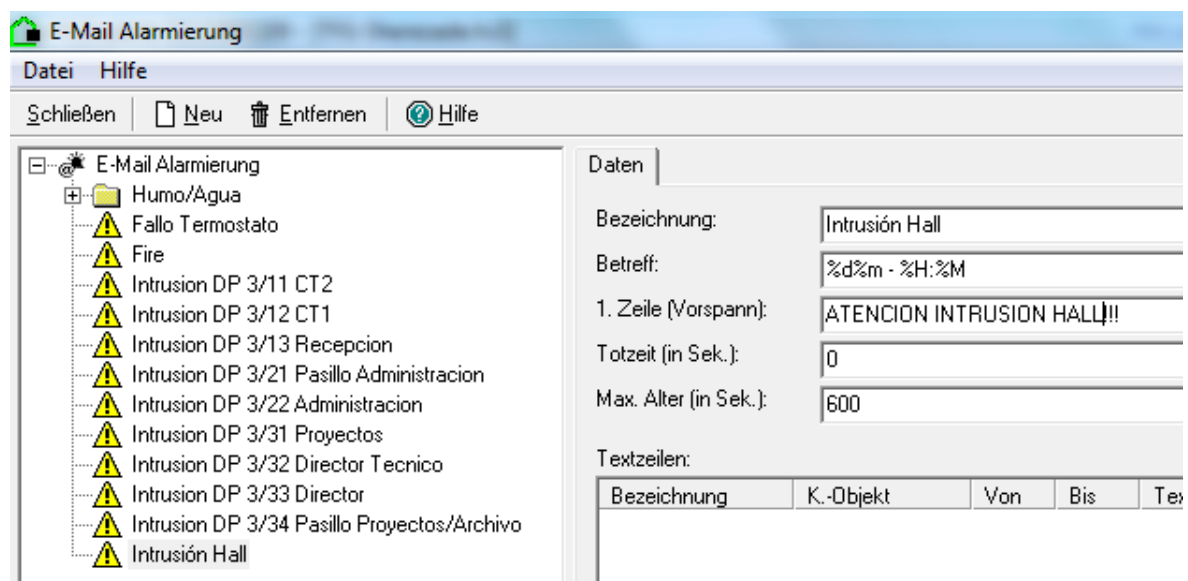 E-Mail Alarmierung
Datei Hilfe
Schließen Neu Entfernen Hilfe
E-Mail Alarmierung
Humo/Agua
Fallo Termostato
Fire
Intrusion DP 3/11 CT2
Intrusion DP 3/12 CT1
Intrusion DP 3/13 Recepcion
Intrusion DP 3/21 Pasillo Administracion
Intrusion DP 3/22 Administracion
Intrusion DP 3/31 Proyectos
Intrusion DP 3/32 Director Tecnico
Intrusion DP 3/33 Director
Intrusion DP 3/34 Pasillo Proyectos/Archivo
Intrusión Hall
Daten
Bezeichnung: Intrusión Hall
Betreff: %d%m - %H:%M
1. Zeile (Vorspann): ATENCION INTRUSION HALL!!!
Totzeit (in Sek.): 0
Max. Alter (in Sek.): 600
Textzeilen:
Bezeichnung K.-Objekt Von Bis